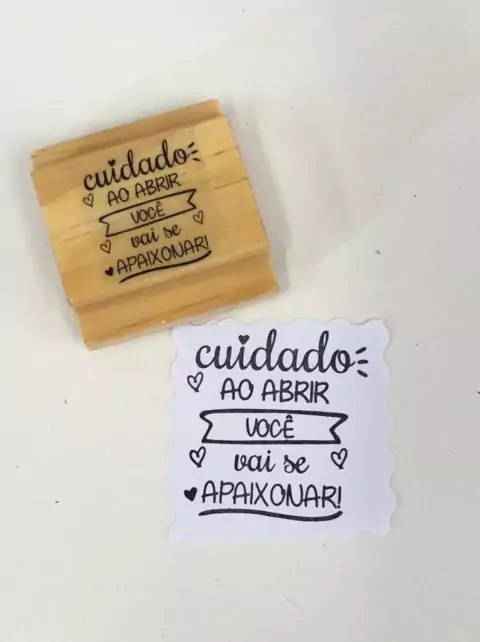 cuidado
AO ABRIR
VOCÊ
vai se
APAIXONAR!
cuidado
AO ABRIR
VOCÊ
vai se
APAIXONAR!